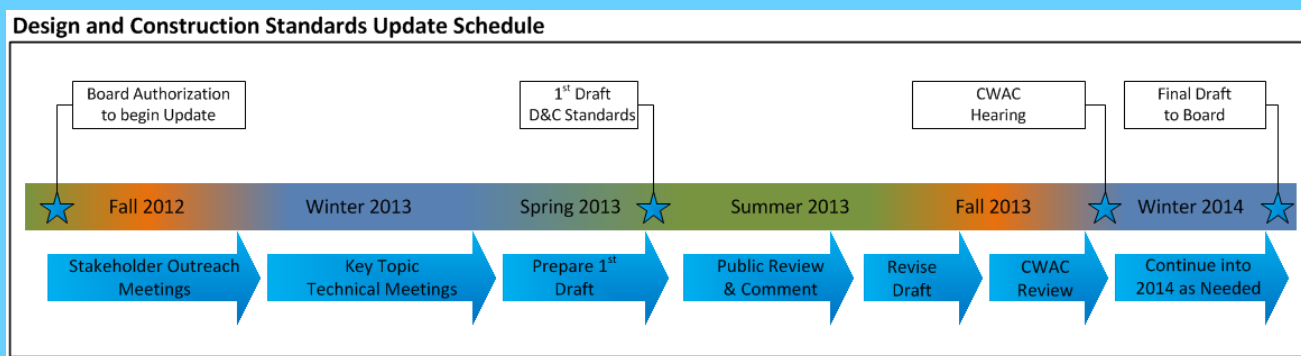 Design and Construction Standards Update Schedule
Board Authorization
to begin Update
1st Draft
D&C Standards
CWAC
Hearing
Final Draft
to Board
Fall 2012
Winter 2013
Spring 2013
Summer 2013
Fall 2013
Winter 2014
Stakeholder Outreach
Meetings
Key Topic
Technical Meetings
Prepare 1st
Draft
Public Review
& Comment
Revise
Draft
CWAC
Review
Continue into
2014 as Needed